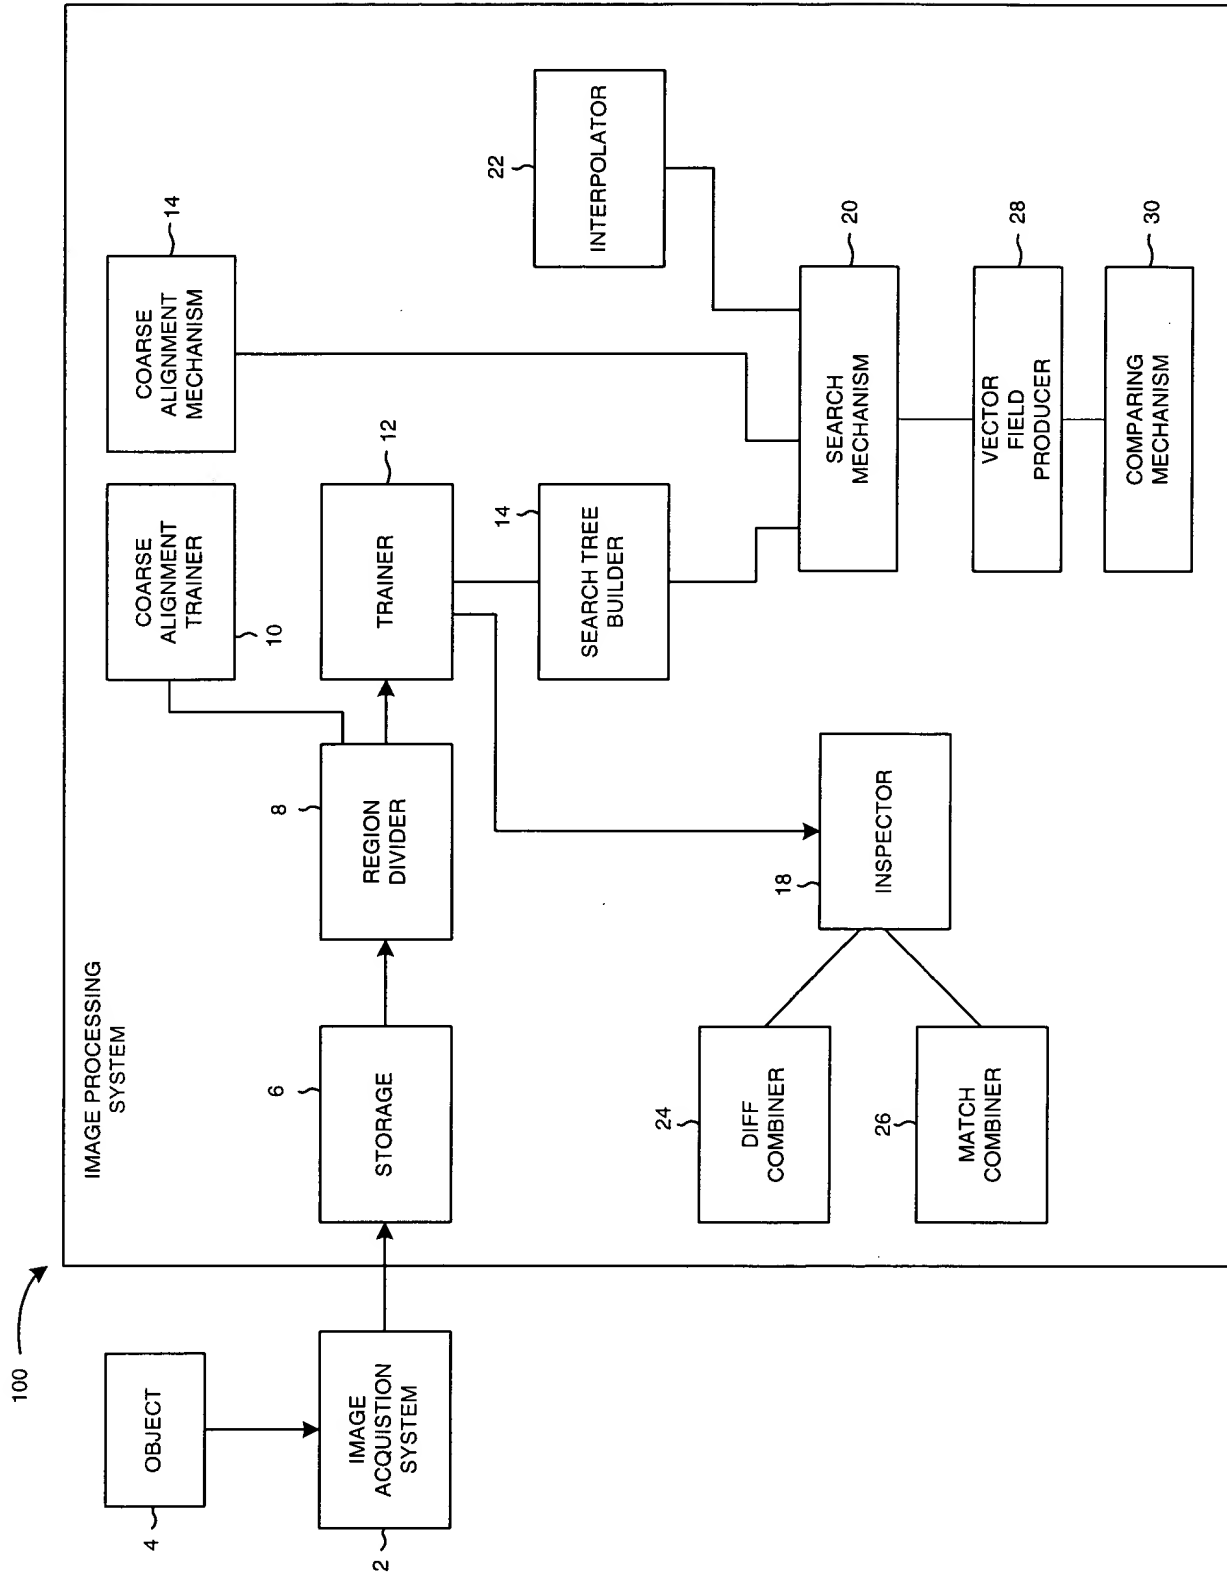 100
OBJECT
4
IMAGE
ACQUISTION
SYSTEM
2
IMAGE PROCESSING
SYSTEM
STORAGE
6
REGION
DIVIDER
8
COARSE
ALIGNMENT
TRAINER
10
COARSE
ALIGNMENT
MECHANISM
14
TRAINER
12
SEARCH TREE
BUILDER
14
INTERPOLATOR
22
SEARCH
MECHANISM
20
VECTOR
FIELD
PRODUCER
28
COMPARING
MECHANISM
30
INSPECTOR
18
DIFF
COMBINER
24
MATCH
COMBINER
26